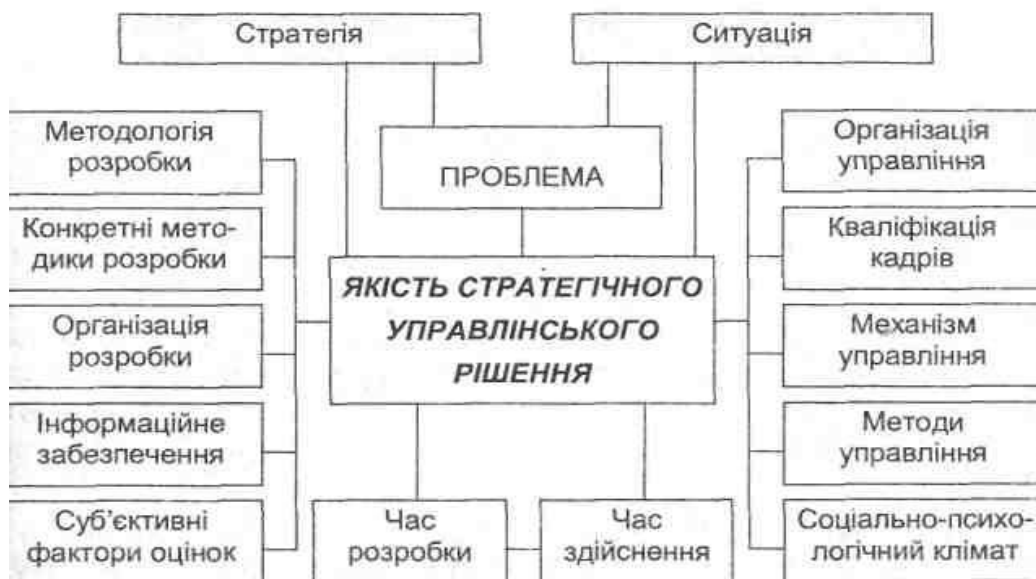 Стратегія
Ситуація
ПРОБЛЕМА
Методологія
розробки
Конкретні мето-
дики розробки
Організація
розробки
Інформаційне
забезпечення
Суб'єктивні
фактори оцінок
ЯКІСТЬ СТРАТЕГІЧНОГО
УПРАВЛІНСЬКОГО
РІШЕННЯ
Час
розробки
Час
здійснення
Організація
управління
Кваліфікація
кадрів
Механізм
управління
Методи
управління
Соціально-психо-
логічний клімат